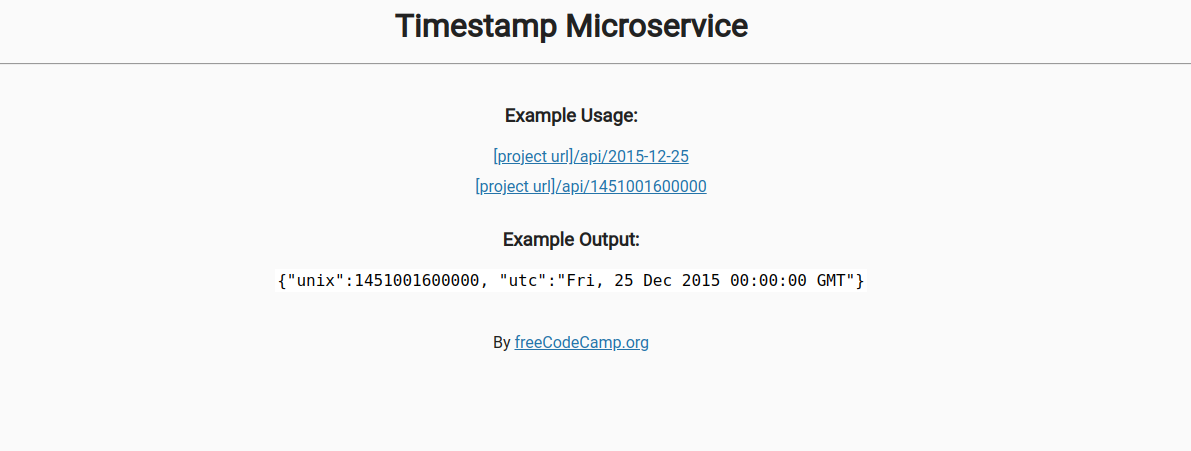 Timestamp Microservice
Example Usage:
[project url]/api/2015-12-25
[project url]/api/1451001600000
Example Output:
{"unix":1451001600000, "utc":"Fri, 25 Dec 2015 00:00:00 GMT"}
By freeCodeCamp.org